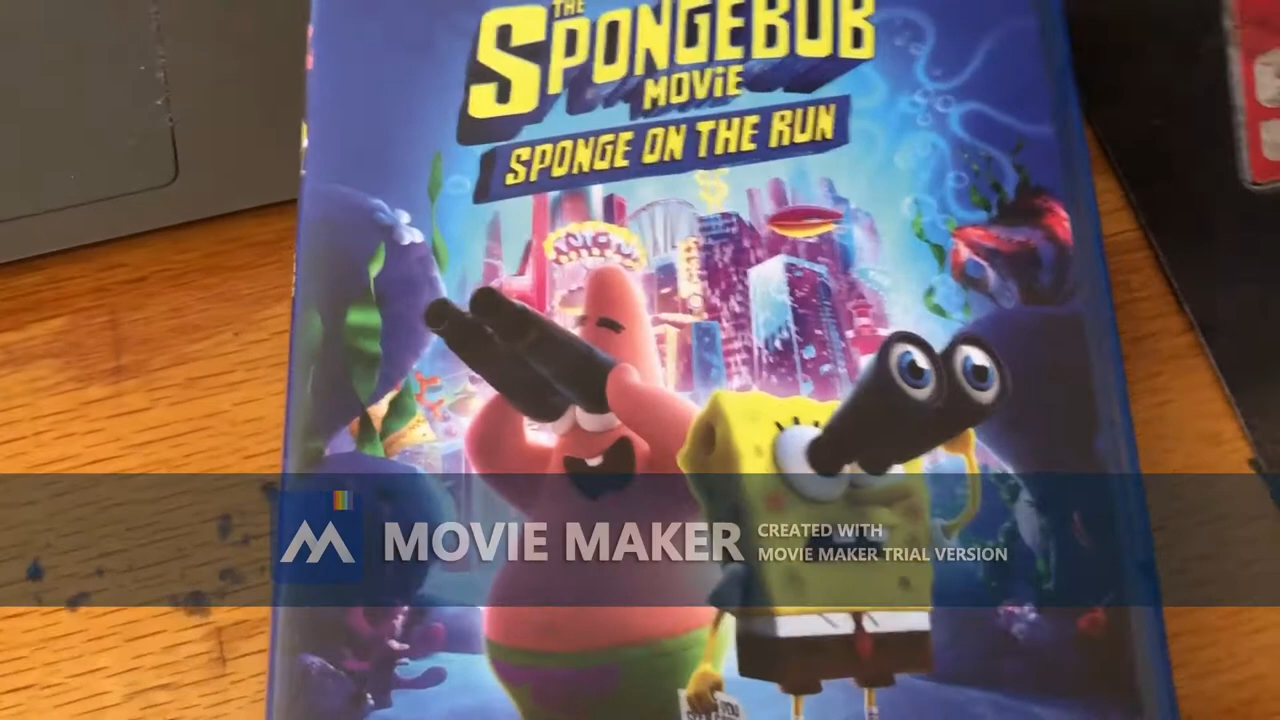 THE
SPONGEBOB
MOViE
SPONGE ON THE RUN
MOVIE MAKER
CREATED WITH
MOVIE MAKER TRIAL VERSION